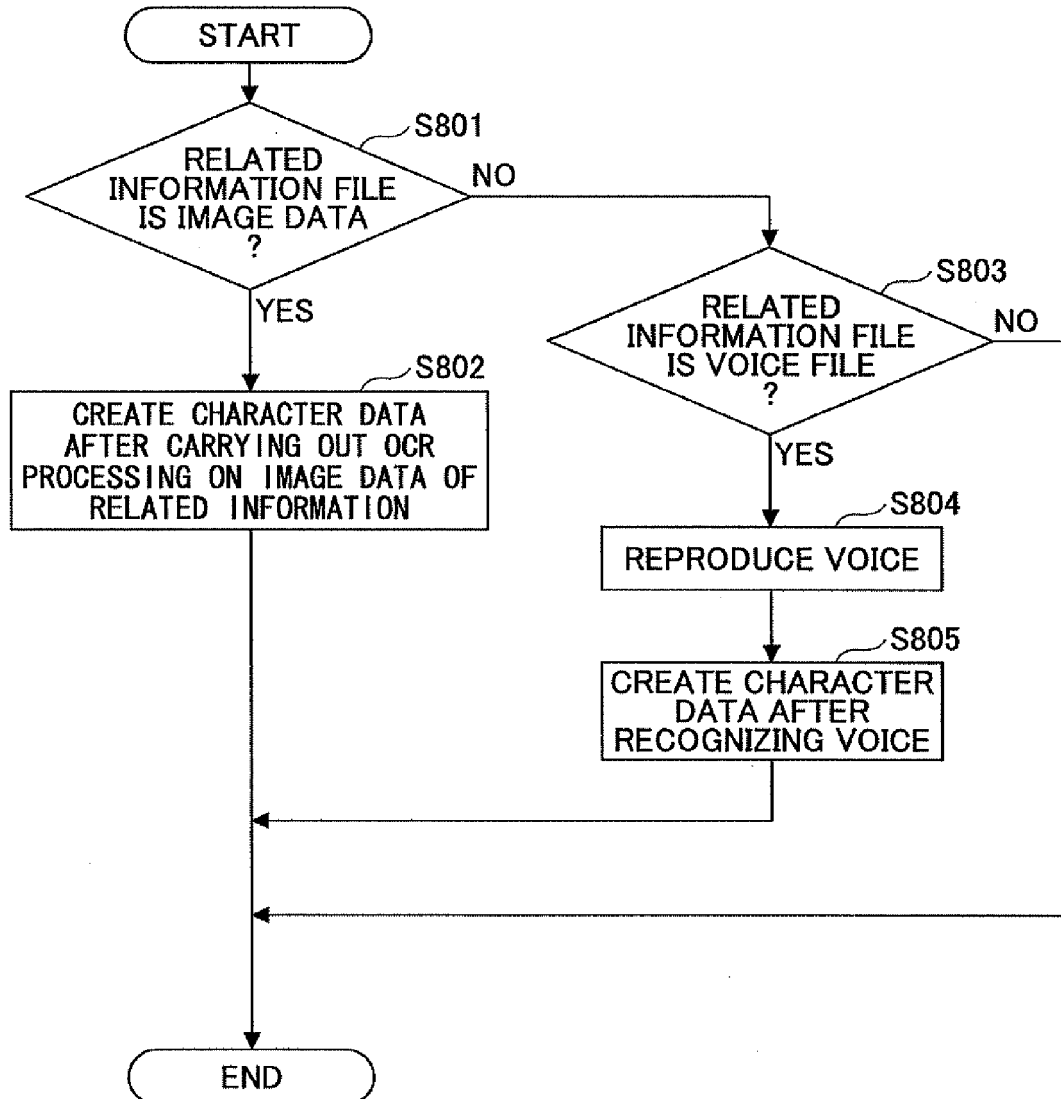 START
S801
RELATED
INFORMATION FILE
IS IMAGE DATA
?
NO
YES
S802
CREATE CHARACTER DATA
AFTER CARRYING OUT OCR
PROCESSING ON IMAGE DATA OF
RELATED INFORMATION
S803
RELATED
INFORMATION FILE
IS VOICE FILE
?
NO
YES
S804
REPRODUCE VOICE
S805
CREATE CHARACTER
DATA AFTER
RECOGNIZING VOICE
END